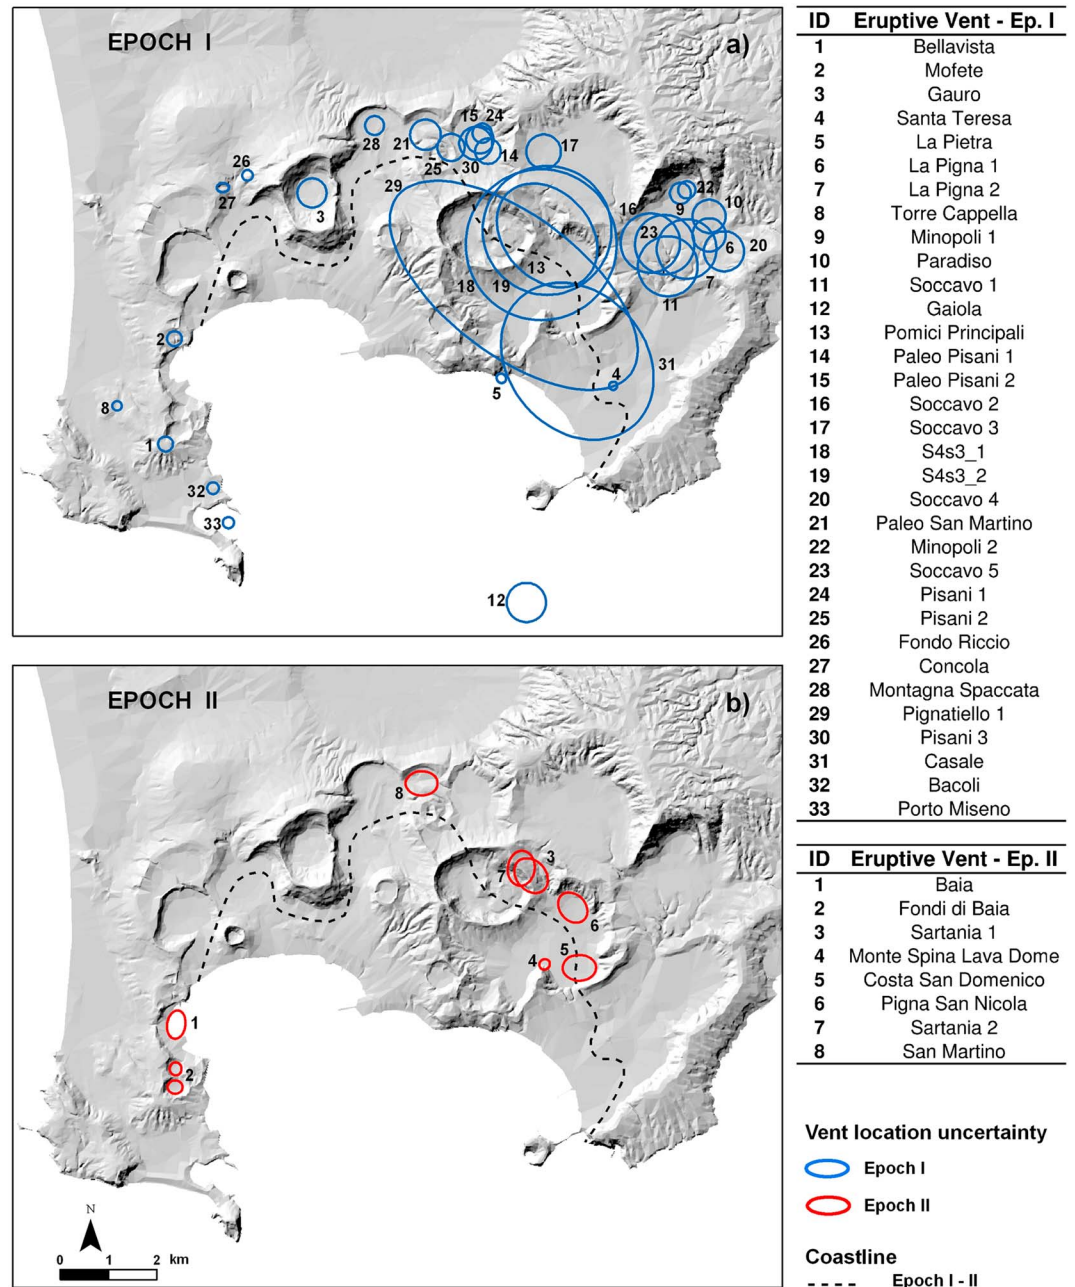 EPOCH I
a)
15
24
28
21
17
25
30
14
26
27
29
3
22
16
10
9
23
6
20
13
18
19
7
11
2
31
4
5
8
1
32
33
12
ID Eruptive Vent - Ep. I
1 Bellavista
2 Mofete
3 Gauro
4 Santa Teresa
5 La Pietra
6 La Pigna 1
7 La Pigna 2
8 Torre Cappella
9 Minopoli 1
10 Paradiso
11 Soccavo 1
12 Gaiola
13 Pomici Principali
14 Paleo Pisani 1
15 Paleo Pisani 2
16 Soccavo 2
17 Soccavo 3
18 S4s3_1
19 S4s3_2
20 Soccavo 4
21 Paleo San Martino
22 Minopoli 2
23 Soccavo 5
24 Pisani 1
25 Pisani 2
26 Fondo Riccio
27 Concola
28 Montagna Spaccata
29 Pignatiello 1
30 Pisani 3
31 Casale
32 Bacoli
33 Porto Miseno
EPOCH II
b)
8
3
7
6
5
4
1
2
N
0 1 2 km
ID Eruptive Vent - Ep. II
1 Baia
2 Fondi di Baia
3 Sartania 1
4 Monte Spina Lava Dome
5 Costa San Domenico
6 Pigna San Nicola
7 Sartania 2
8 San Martino
Vent location uncertainty
Epoch I
Epoch II
Coastline
Epoch I - II